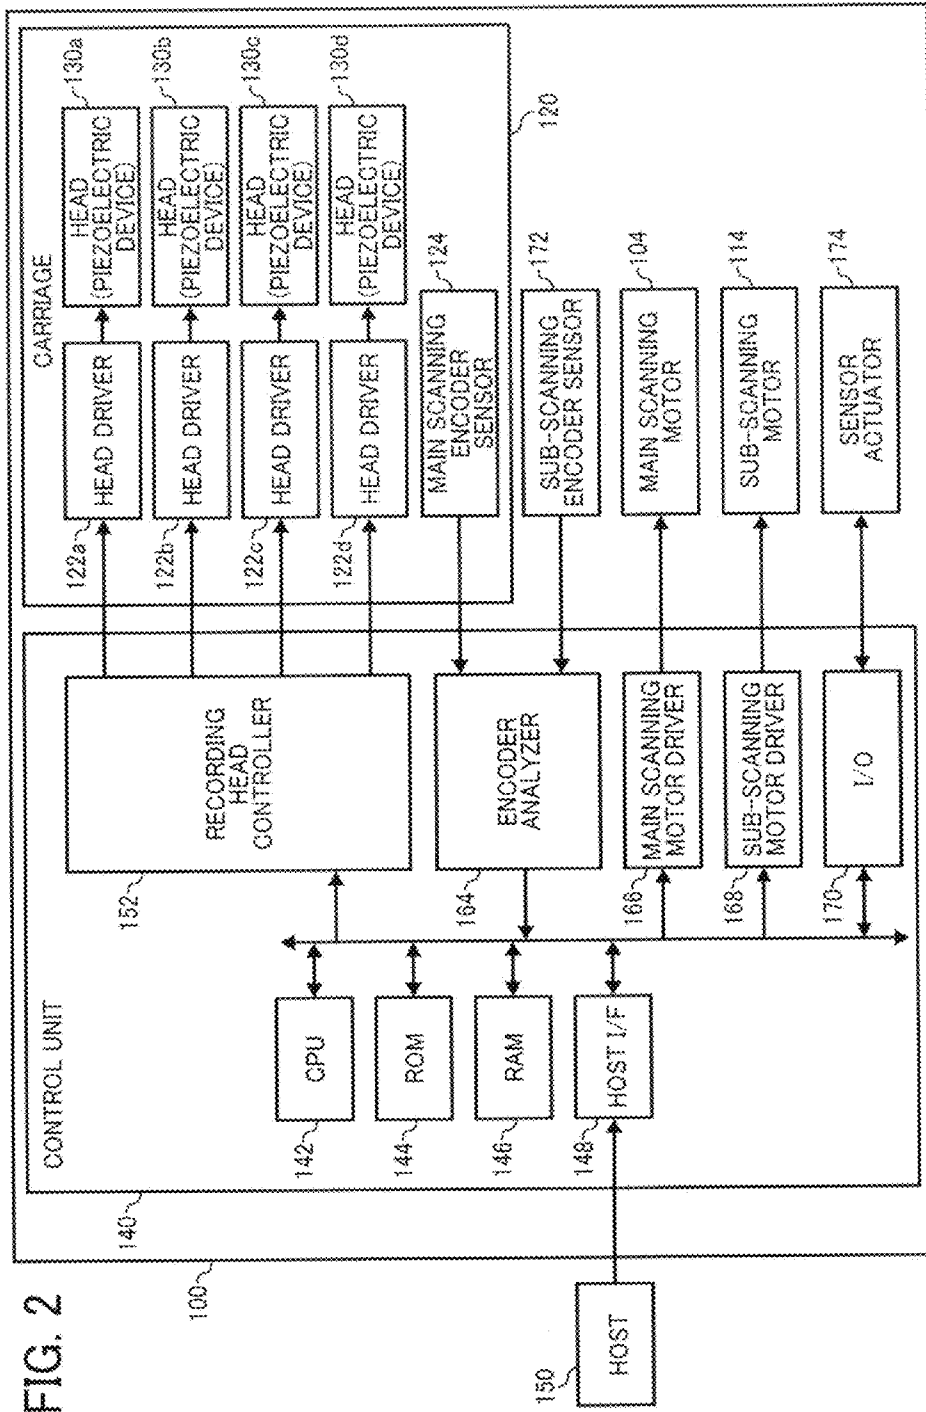 FIG. 2
100
140
CONTROL UNIT
CARRIAGE
120
150
HOST
142
CPU
144
ROM
146
RAM
148
HOST I/F
152
RECORDING
HEAD
CONTROLLER
164
ENCODER
ANALYZER
166
MAIN SCANNING
MOTOR DRIVER
168
SUB-SCANNING
MOTOR DRIVER
170
I/O
122a
HEAD DRIVER
122b
HEAD DRIVER
122c
HEAD DRIVER
122d
HEAD DRIVER
130a
HEAD
(PIEZOELECTRIC
DEVICE)
130b
HEAD
(PIEZOELECTRIC
DEVICE)
130c
HEAD
(PIEZOELECTRIC
DEVICE)
130d
HEAD
(PIEZOELECTRIC
DEVICE)
124
MAIN SCANNING
ENCODER
SENSOR
172
SUB-SCANNING
ENCODER SENSOR
104
MAIN SCANNING
MOTOR
114
SUB-SCANNING
MOTOR
174
SENSOR
ACTUATOR